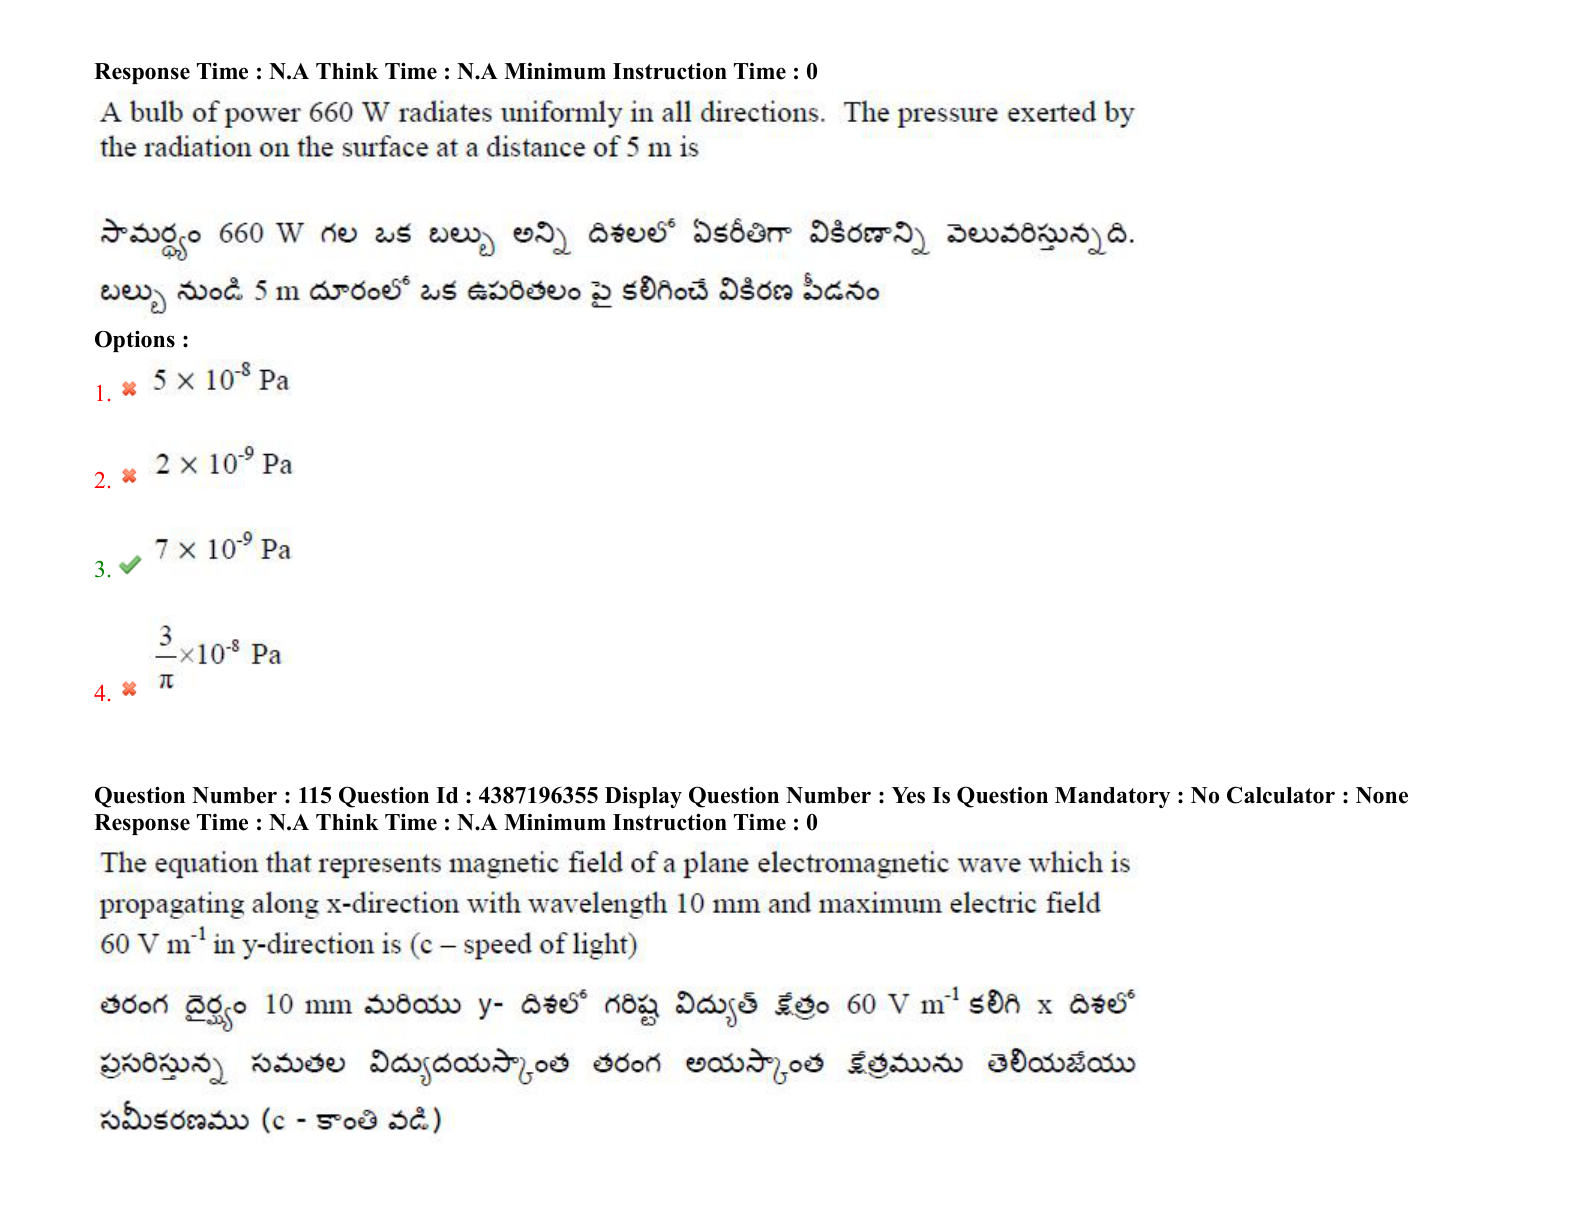 Response Time : N.A Think Time : N.A Minimum Instruction Time : 0
A bulb of power 660 W radiates uniformly in all directions. The pressure exerted by
the radiation on the surface at a distance of 5 m is
సామర్థ్యం 660 W గల ఒక బల్బు అన్ని దిశలలో ఏకరీతిగా వికిరణాన్ని వెలువరిస్తున్నది.
బల్బు నుండి 5 m దూరంలో ఒక ఉపరితలం పై కలిగించే వికిరణ పీడనం
Options :
1. 5 × 10⁻⁸ Pa
2. 2 × 10⁻⁹ Pa
3. 7 × 10⁻⁹ Pa
4. 3/π ×10⁻⁸ Pa
Question Number : 115 Question Id : 4387196355 Display Question Number : Yes Is Question Mandatory : No Calculator : None
Response Time : N.A Think Time : N.A Minimum Instruction Time : 0
The equation that represents magnetic field of a plane electromagnetic wave which is
propagating along x-direction with wavelength 10 mm and maximum electric field
60 V m⁻¹ in y-direction is (c – speed of light)
తరంగ దైర్ఘ్యం 10 mm మరియు y- దిశలో గరిష్ట విద్యుత్ క్షేత్రం 60 V m⁻¹ కలిగి x దిశలో
ప్రసరిస్తున్న సమతల విద్యుదయస్కాంత తరంగ అయస్కాంత క్షేత్రమును తెలియజేయు
సమీకరణము (c - కాంతి వడి)